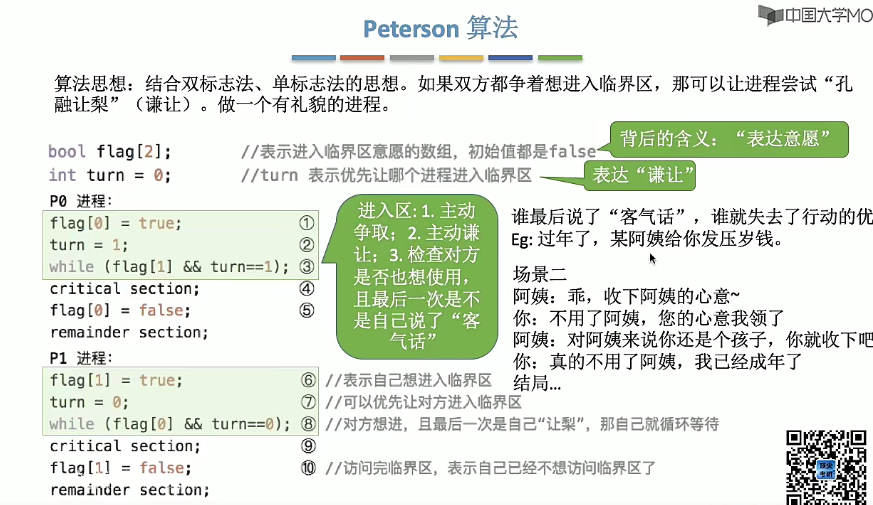 中国大学MO
Peterson 算法
算法思想：结合双标志法、单标志法的思想。如果双方都争着想进入临界区，那可以让进程尝试“孔
融让梨”（谦让）。做一个有礼貌的进程。
bool flag[2]; //表示进入临界区意愿的数组，初始值都是false
背后的含义：“表达意愿”
int turn = 0; //turn 表示优先让哪个进程进入临界区
表达“谦让”
P0 进程：
flag[0] = true; ①
turn = 1; ②
while (flag[1] && turn==1); ③
critical section; ④
flag[0] = false; ⑤
remainder section;
进入区：1. 主动
争取；2. 主动谦
让；3. 检查对方
是否也想使用，
且最后一次是不
是自己说了“客
气话”
谁最后说了“客气话”，谁就失去了行动的优
Eg: 过年了，某阿姨给你发压岁钱。
场景二
阿姨：乖，收下阿姨的心意~
你：不用了阿姨，您的心意我领了
阿姨：对阿姨来说你还是个孩子，你就收下吧
你：真的不用了阿姨，我已经成年了
结局…
P1 进程：
flag[1] = true; ⑥ //表示自己想进入临界区
turn = 0; ⑦ //可以优先让对方进入临界区
while (flag[0] && turn==0); ⑧ //对方想进，且最后一次是自己“让梨”，那自己就循环等待
critical section; ⑨
flag[1] = false; ⑩ //访问完临界区，表示自己已经不想访问临界区了
remainder section;